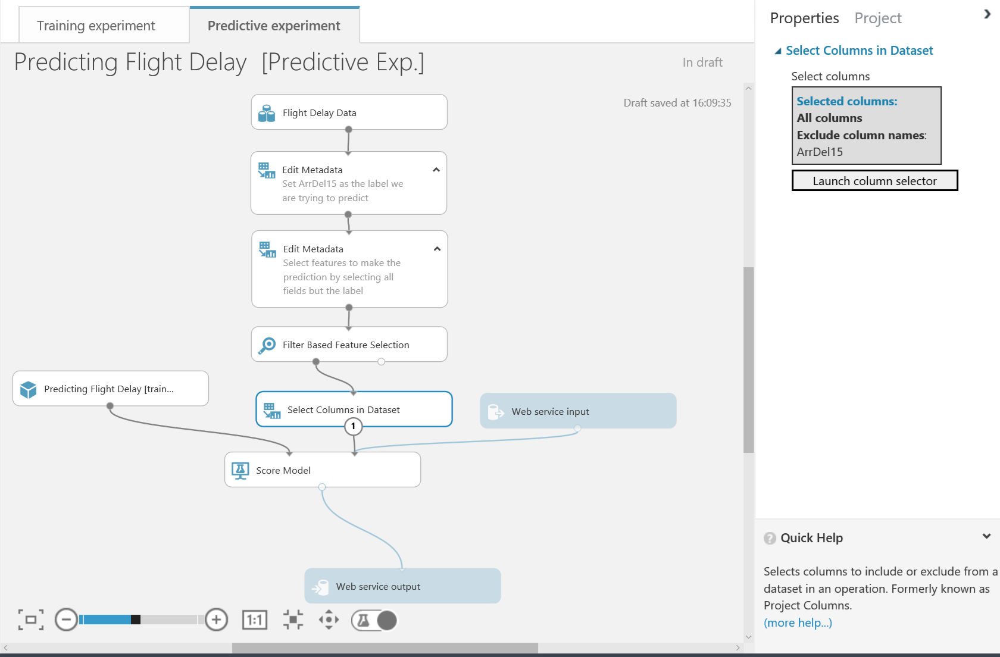 Training experiment
Predictive experiment
Predicting Flight Delay [Predictive Exp.]
In draft
Draft saved at 16:09:35
Flight Delay Data
Edit Metadata
Set ArrDel15 as the label we
are trying to predict
Edit Metadata
Select features to make the
prediction by selecting all
fields but the label
Filter Based Feature Selection
Predicting Flight Delay [train...
Select Columns in Dataset
1
Web service input
Score Model
Web service output
1:1
Properties
Project
Select Columns in Dataset
Select columns
Selected columns:
All columns
Exclude column names:
ArrDel15
Launch column selector
? Quick Help
Selects columns to include or exclude from a
dataset in an operation. Formerly known as
Project Columns.
(more help...)